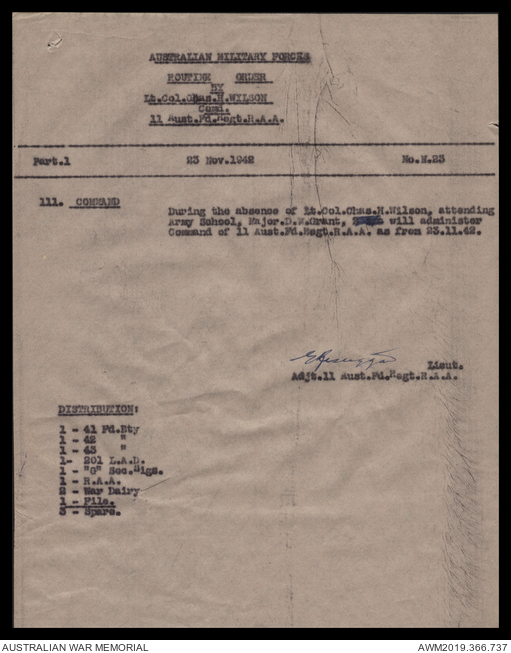 AUSTRALIAN MILITARY FORCES
ROUTINE ORDER
BY
Lt.Col.Chas.H.WILSON
Comd.
11 Aust.Fd.Regt.R.A.A.
Part.1 23 Nov.1942 No.N.23
111. COMMAND
During the absence of Lt.Col.Chas.H.Wilson, attending
Army School, Major.D.W.Grant, will administer
Command of 11 Aust.Fd.Regt.R.A.A. as from 23.11.42.
Lieut.
Adjt.11 Aust.Fd.Regt.R.A.A.
DISTRIBUTION:
1 - 41 Fd.Bty
1 - 42 "
1 - 43 "
1- 201 L.A.D.
1 - "G" Sec.Sigs.
1 - R.A.A.
2 - War Dairy
1 - File.
3 - Spare.
AUSTRALIAN WAR MEMORIAL AWM2019.366.737